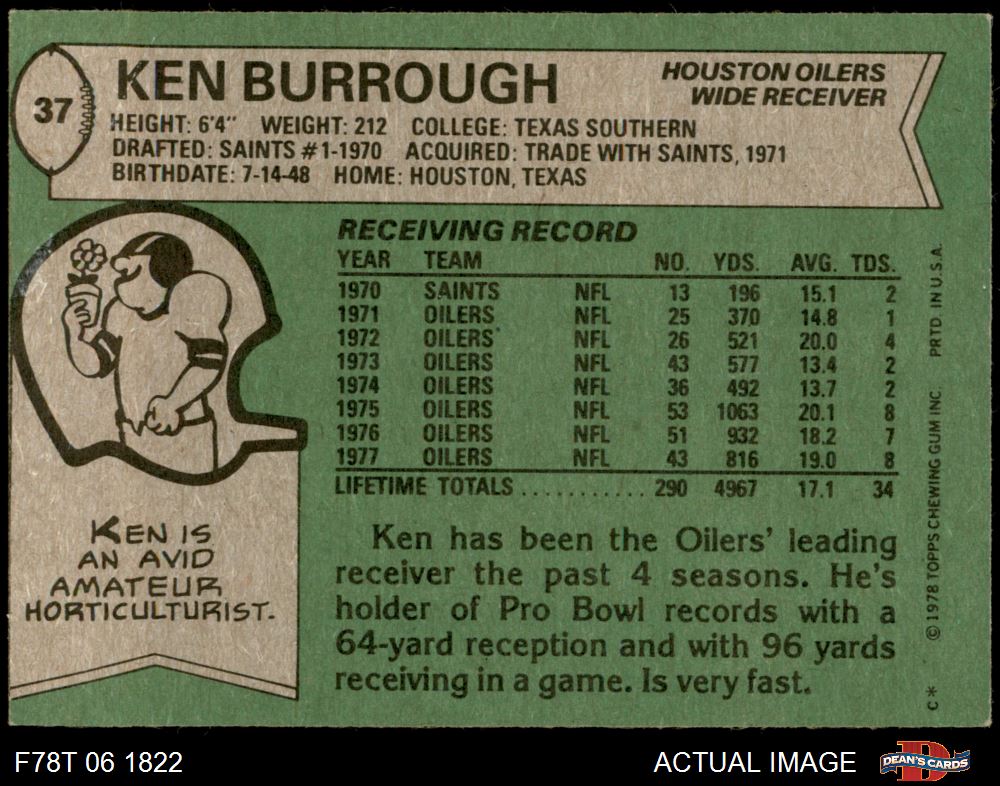 37
KEN BURROUGH
HOUSTON OILERS
WIDE RECEIVER
HEIGHT: 6'4" WEIGHT: 212 COLLEGE: TEXAS SOUTHERN
DRAFTED: SAINTS #1-1970 ACQUIRED: TRADE WITH SAINTS, 1971
BIRTHDATE: 7-14-48 HOME: HOUSTON, TEXAS
RECEIVING RECORD
YEAR TEAM NO. YDS. AVG. TDS.
1970 SAINTS NFL 13 196 15.1 2
1971 OILERS NFL 25 370 14.8 1
1972 OILERS NFL 26 521 20.0 4
1973 OILERS NFL 43 577 13.4 2
1974 OILERS NFL 36 492 13.7 2
1975 OILERS NFL 53 1063 20.1 8
1976 OILERS NFL 51 932 18.2 7
1977 OILERS NFL 43 816 19.0 8
LIFETIME TOTALS ............ 290 4967 17.1 34
KEN IS
AN AVID
AMATEUR
HORTICULTURIST.
Ken has been the Oilers' leading
receiver the past 4 seasons. He's
holder of Pro Bowl records with a
64-yard reception and with 96 yards
receiving in a game. Is very fast.
C* © 1978 TOPPS CHEWING GUM INC. PRTD. IN U.S.A.
F78T 06 1822
ACTUAL IMAGE
D
DEAN'S CARDS